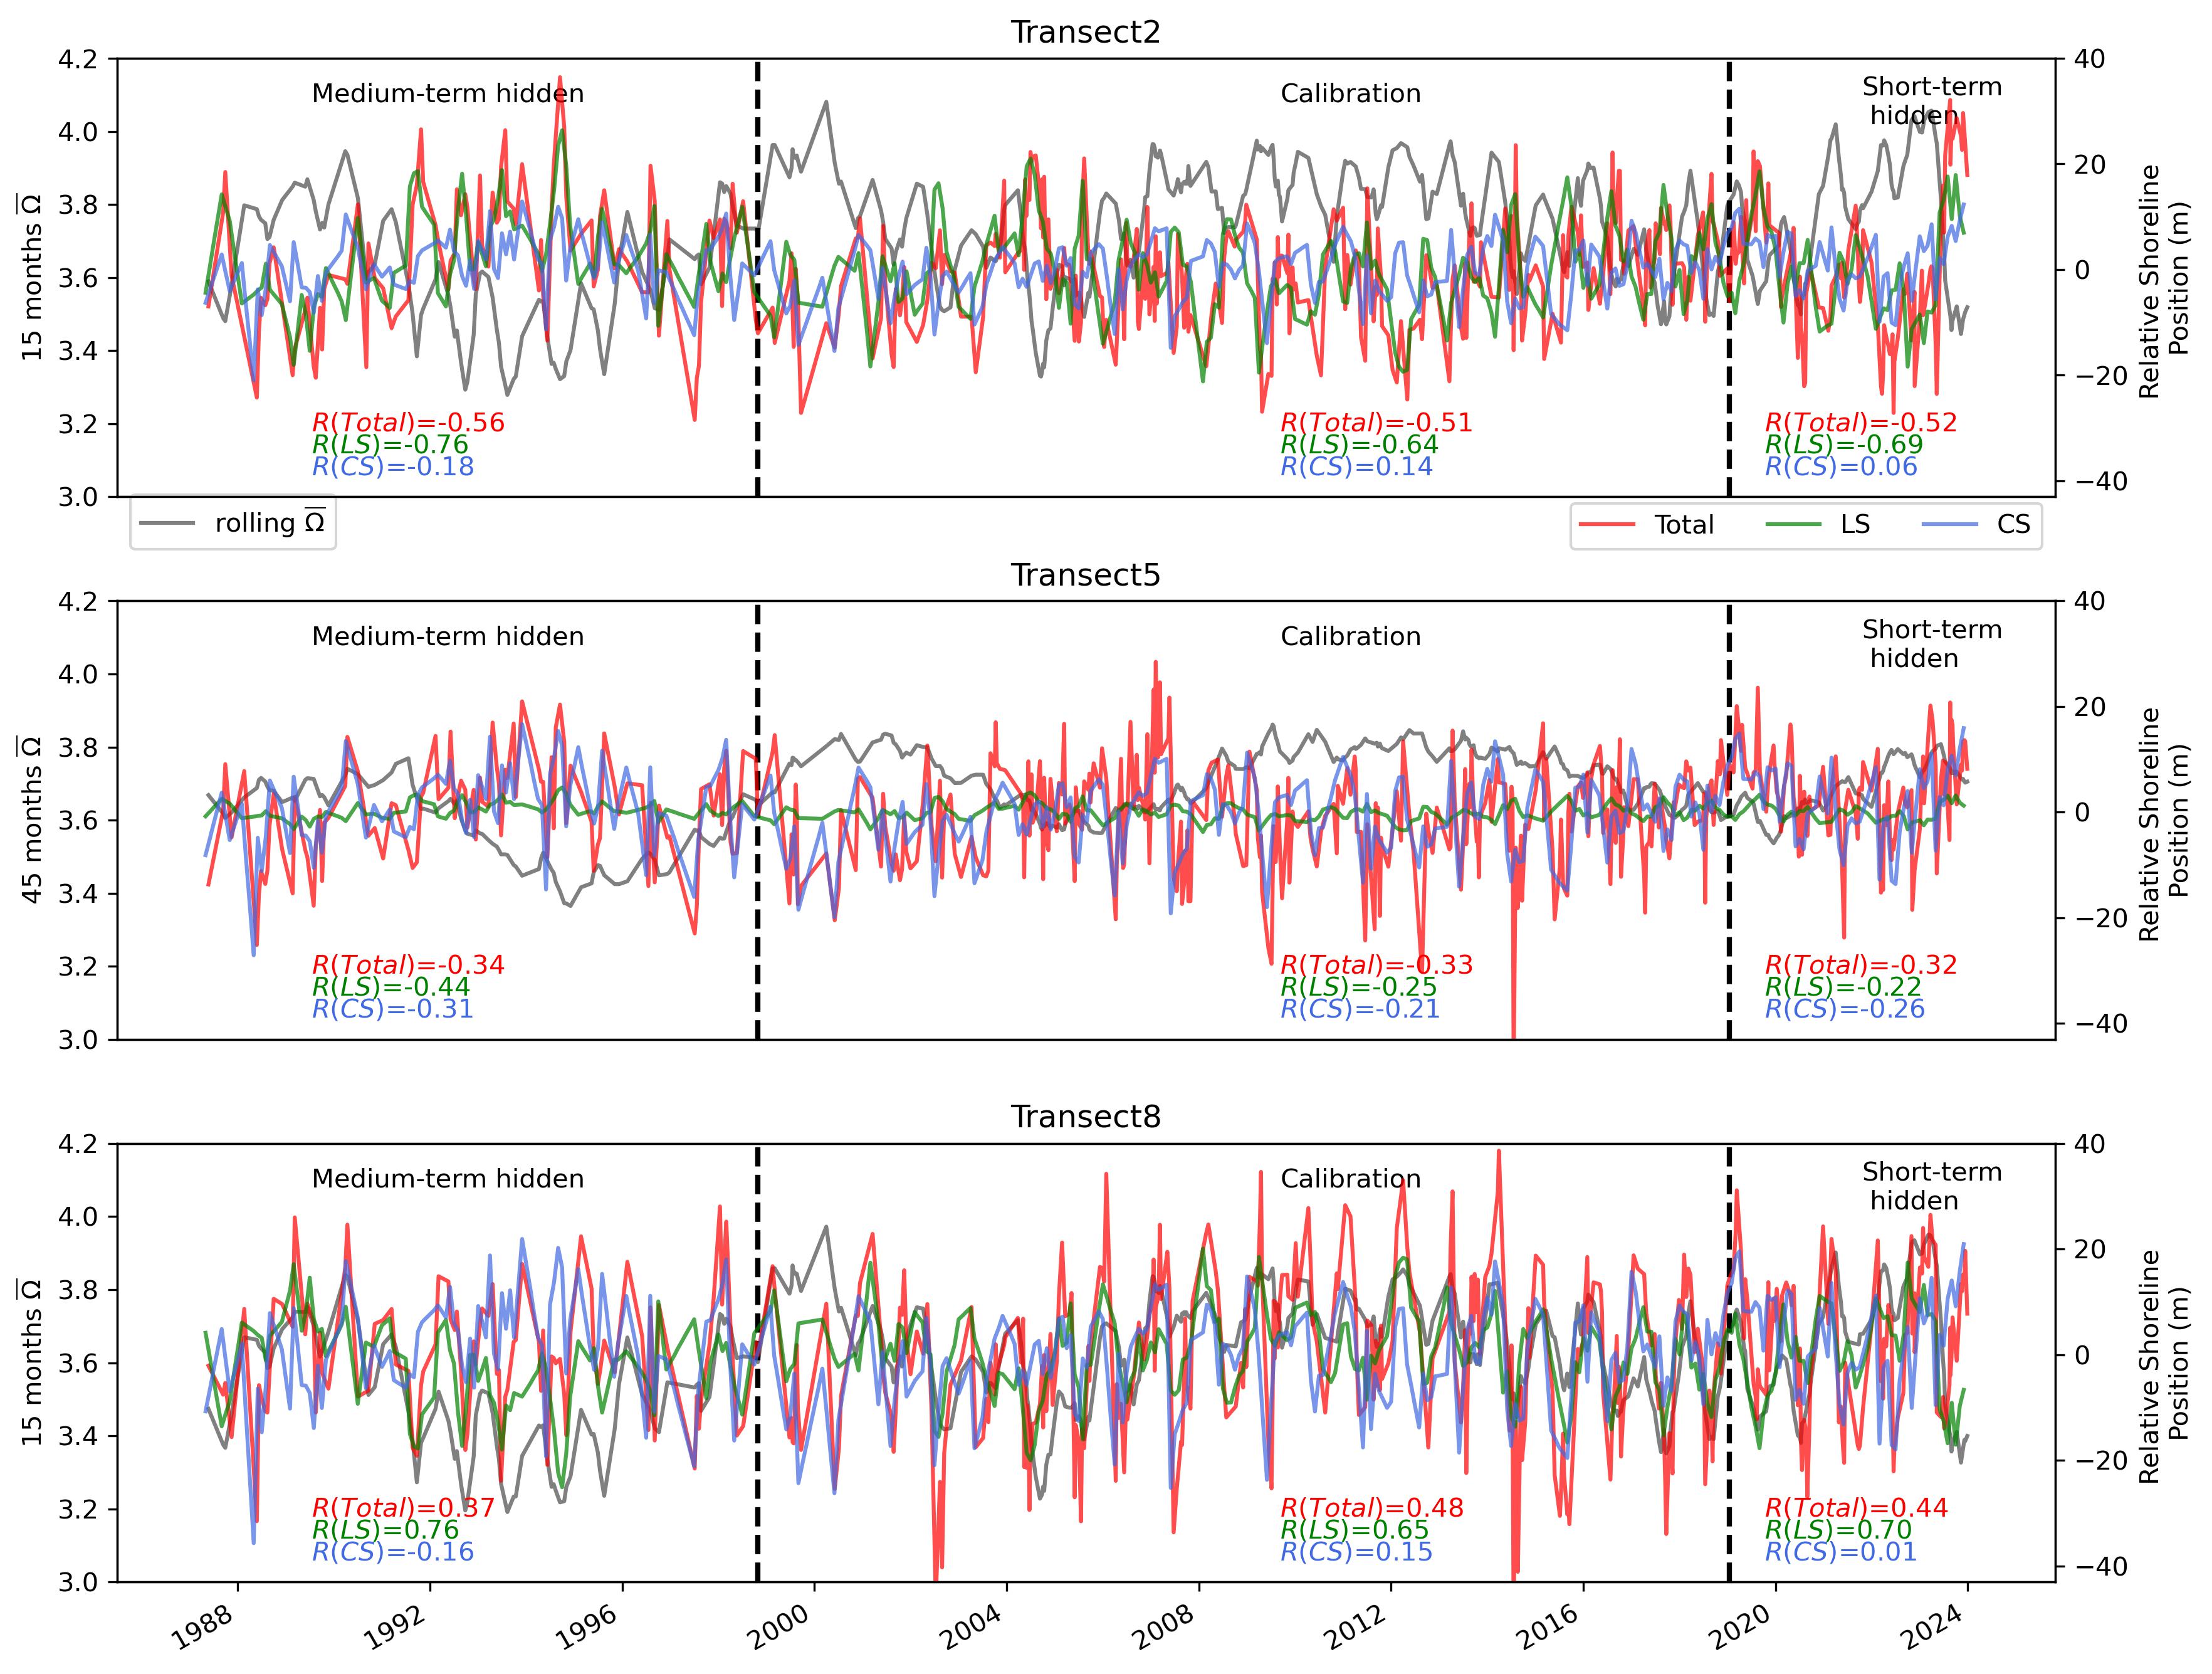 Transect2
4.2
4.0
3.8
3.6
3.4
3.2
3.0
15 months Ω̅
Medium-term hidden
Calibration
Short-term
hidden
R(Total)=-0.56
R(LS)=-0.76
R(CS)=-0.18
R(Total)=-0.51
R(LS)=-0.64
R(CS)=0.14
R(Total)=-0.52
R(LS)=-0.69
R(CS)=0.06
40
20
0
−20
−40
Relative Shoreline
Position (m)
rolling Ω̅
Total LS CS
Transect5
4.2
4.0
3.8
3.6
3.4
3.2
3.0
45 months Ω̅
Medium-term hidden
Calibration
Short-term
hidden
R(Total)=-0.34
R(LS)=-0.44
R(CS)=-0.31
R(Total)=-0.33
R(LS)=-0.25
R(CS)=-0.21
R(Total)=-0.32
R(LS)=-0.22
R(CS)=-0.26
40
20
0
−20
−40
Relative Shoreline
Position (m)
Transect8
4.2
4.0
3.8
3.6
3.4
3.2
3.0
15 months Ω̅
Medium-term hidden
Calibration
Short-term
hidden
R(Total)=0.37
R(LS)=0.76
R(CS)=-0.16
R(Total)=0.48
R(LS)=0.65
R(CS)=0.15
R(Total)=0.44
R(LS)=0.70
R(CS)=0.01
40
20
0
−20
−40
Relative Shoreline
Position (m)
1988 1992 1996 2000 2004 2008 2012 2016 2020 2024